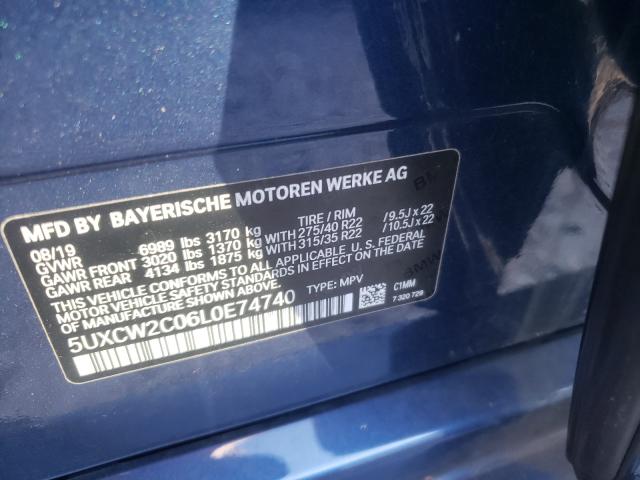 MFD BY BAYERISCHE MOTOREN WERKE AG
08/19 TIRE / RIM
GVWR 6989 lbs 3170 kg
GAWR FRONT 3020 lbs 1370 kg WITH 275/40 R22 / 9.5J x 22
GAWR REAR 4134 lbs 1875 kg WITH 315/35 R22 / 10.5J x 22
THIS VEHICLE CONFORMS TO ALL APPLICABLE U.S. FEDERAL
MOTOR VEHICLE SAFETY STANDARDS IN EFFECT ON THE DATE
OF MANUFACTURE SHOWN ABOVE.
5UXCW2C06L0E74740 TYPE: MPV C1MM
7 320 729
BMW